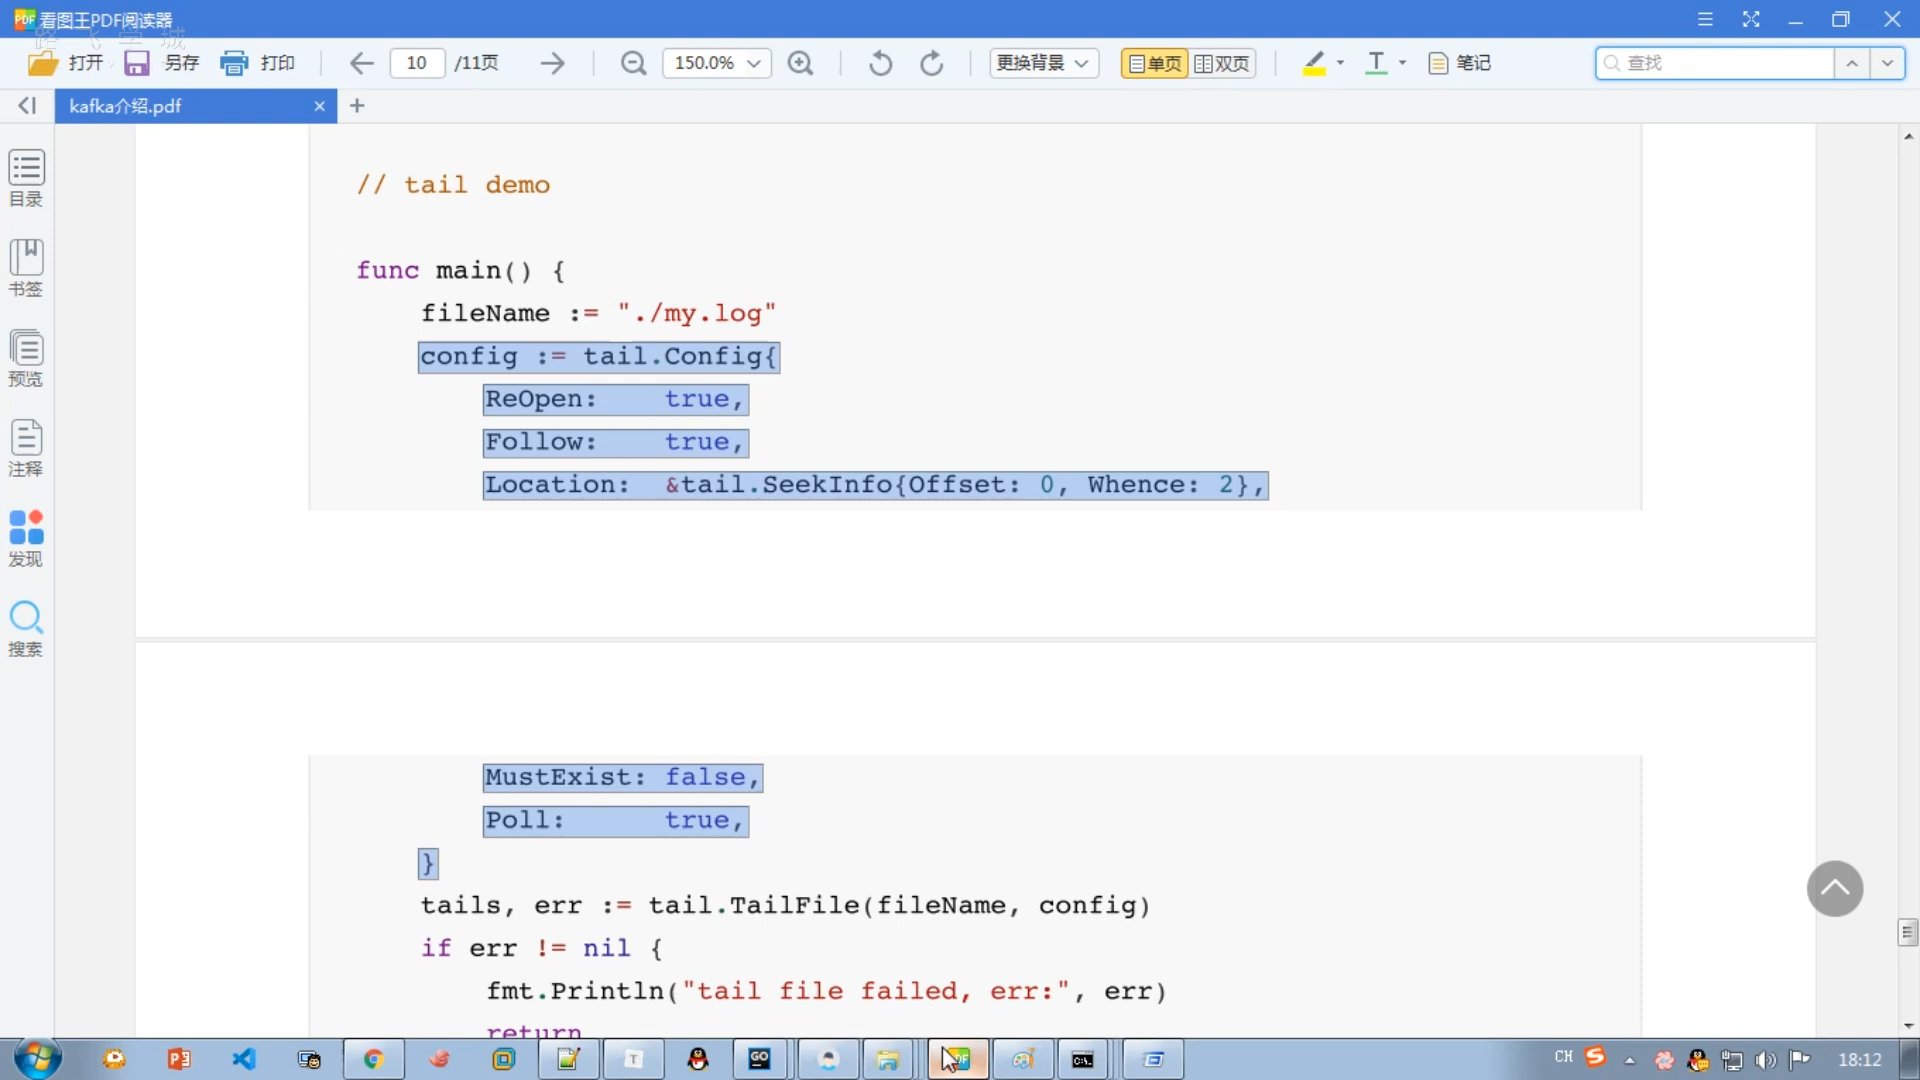 看图王PDF阅读器
路飞学城
打开
另存
打印
10
/11页
150.0%
更换背景
单页
双页
笔记
查找
kafka介绍.pdf
目录
书签
预览
注释
发现
搜索
// tail demo
func main() {
fileName := "./my.log"
config := tail.Config{
ReOpen: true,
Follow: true,
Location: &tail.SeekInfo{Offset: 0, Whence: 2},
MustExist: false,
Poll: true,
}
tails, err := tail.TailFile(fileName, config)
if err != nil {
fmt.Println("tail file failed, err:", err)
return
CH
18:12